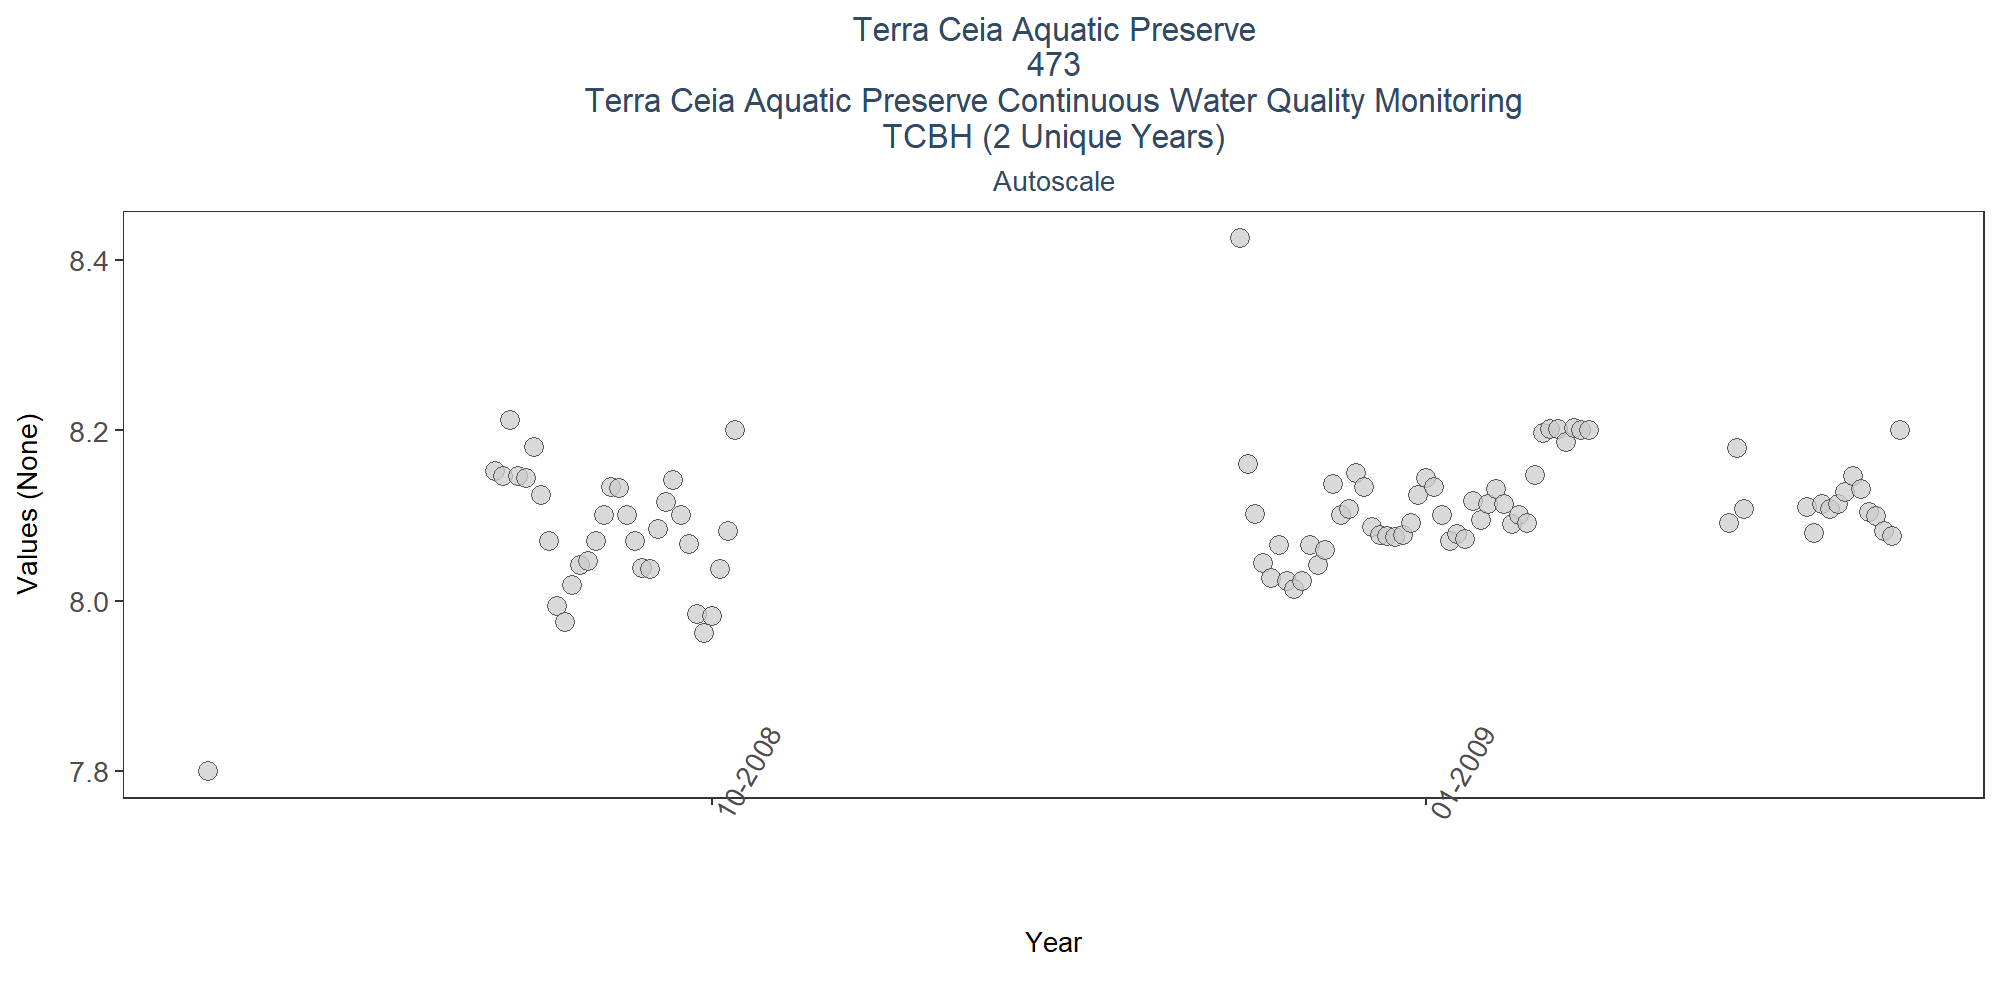 Terra Ceia Aquatic Preserve
473
Terra Ceia Aquatic Preserve Continuous Water Quality Monitoring
TCBH (2 Unique Years)
Autoscale
Values (None)
8.4
8.2
8.0
7.8
10-2008
01-2009
Year